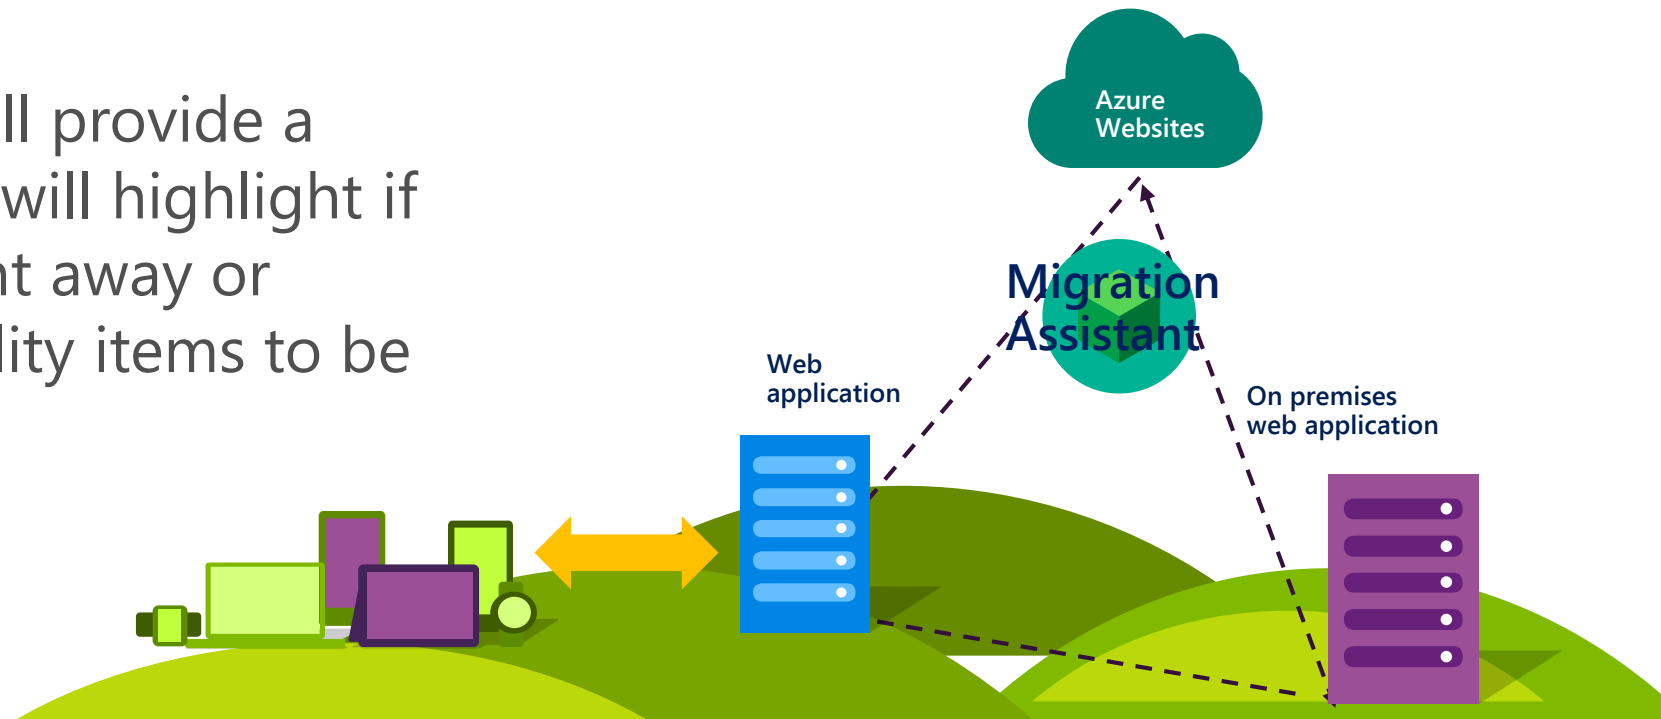 ll provide a
will highlight if
nt away or
lity items to be
Azure
Websites
Migration
Assistant
Web
application
On premises
web application